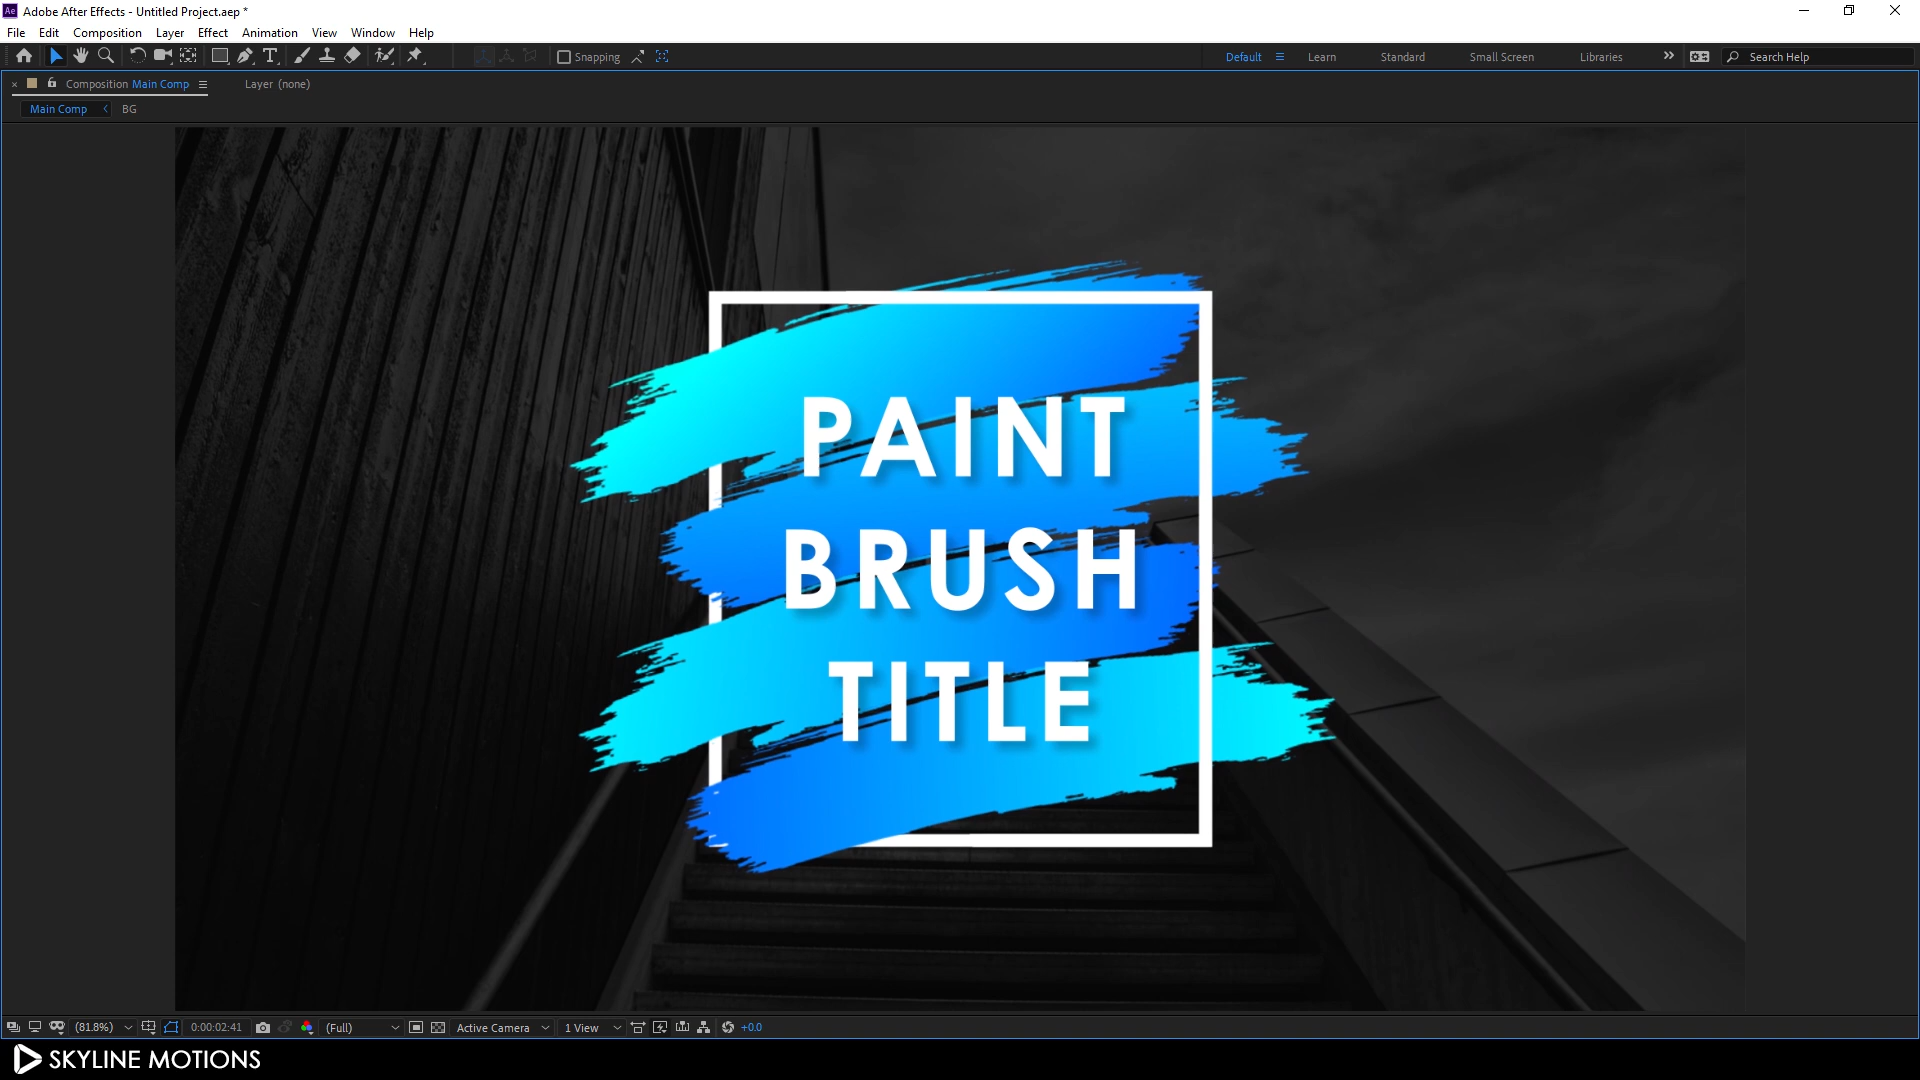 Ae Adobe After Effects - Untitled Project.aep *
File Edit Composition Layer Effect Animation View Window Help
Snapping Default Learn Standard Small Screen Libraries Search Help
Composition Main Comp Layer (none)
Main Comp BG
PAINT
BRUSH
TITLE
(81.8%) 0:00:02:41 (Full) Active Camera 1 View +0.0
SKYLINE MOTIONS